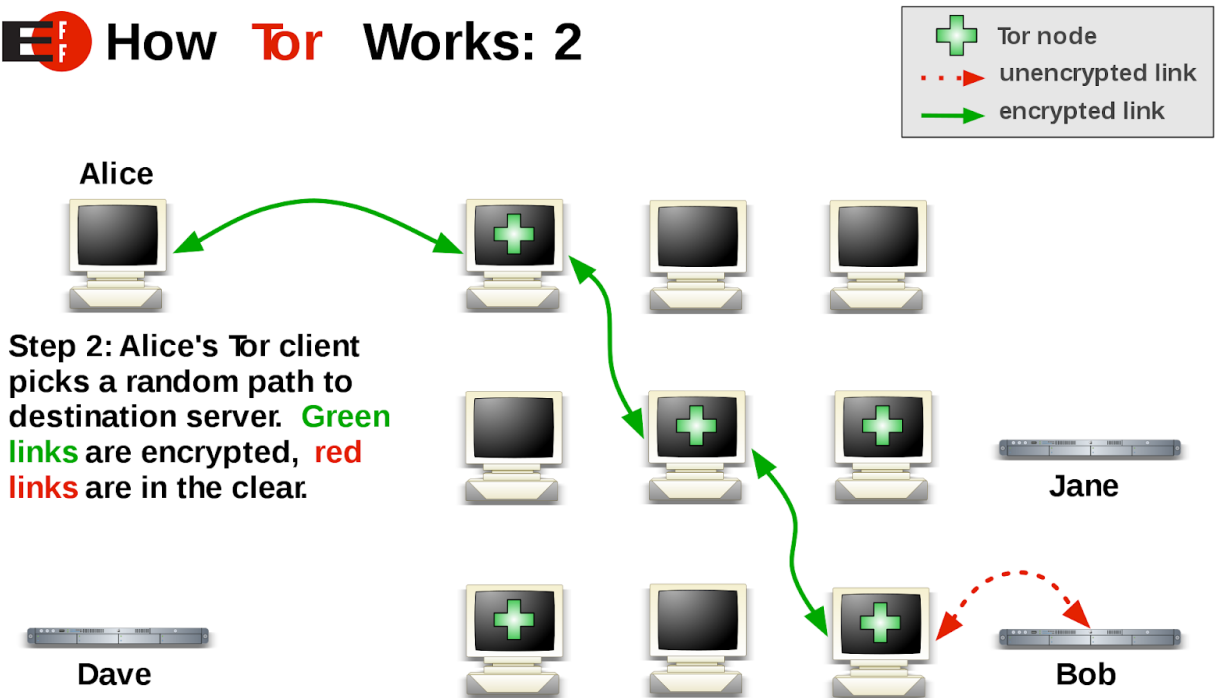 EFF How Tor Works: 2
Tor node
unencrypted link
encrypted link
Alice
Step 2: Alice's Tor client
picks a random path to
destination server. Green
links are encrypted, red
links are in the clear.
Jane
Dave
Bob